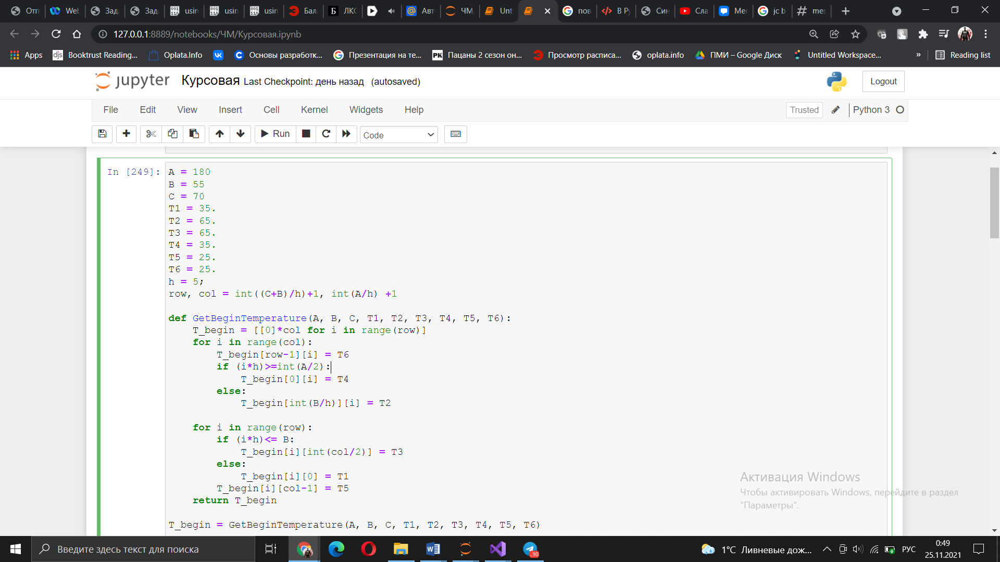 Отп
Web
Зад
Зад
usin
usin
usin
Бал
Б ЛКС
Авт
ЧМ,
Unt
пов
В Ру
Син
Сла
Мес
jc b
mes
127.0.0.1:8889/notebooks/ЧМ/Курсовая.ipynb
Apps
djs Booktrust Reading...
Oplata.Info
Основы разработк...
Презентация на те...
РК Пацаны 2 сезон он...
Просмотр расписа...
oplata.info
ПМИ – Google Диск
Untitled Workspace...
»
Reading list
jupyter Курсовая Last Checkpoint: день назад (autosaved)
Logout
File Edit View Insert Cell Kernel Widgets Help
Trusted
Python 3
Run
Code
In [249]:
A = 180
B = 55
C = 70
T1 = 35.
T2 = 65.
T3 = 65.
T4 = 35.
T5 = 25.
T6 = 25.
h = 5;
row, col = int((C+B)/h)+1, int(A/h) +1
def GetBeginTemperature(A, B, C, T1, T2, T3, T4, T5, T6):
T_begin = [[0]*col for i in range(row)]
for i in range(col):
T_begin[row-1][i] = T6
if (i*h)>=int(A/2):
T_begin[0][i] = T4
else:
T_begin[int(B/h)][i] = T2
for i in range(row):
if (i*h)<= B:
T_begin[i][int(col/2)] = T3
else:
T_begin[i][0] = T1
T_begin[i][col-1] = T5
return T_begin
T_begin = GetBeginTemperature(A, B, C, T1, T2, T3, T4, T5, T6)
Активация Windows
Чтобы активировать Windows, перейдите в раздел
"Параметры".
Введите здесь текст для поиска
90
1°C Ливневые дож...
РУС
0:49
25.11.2021